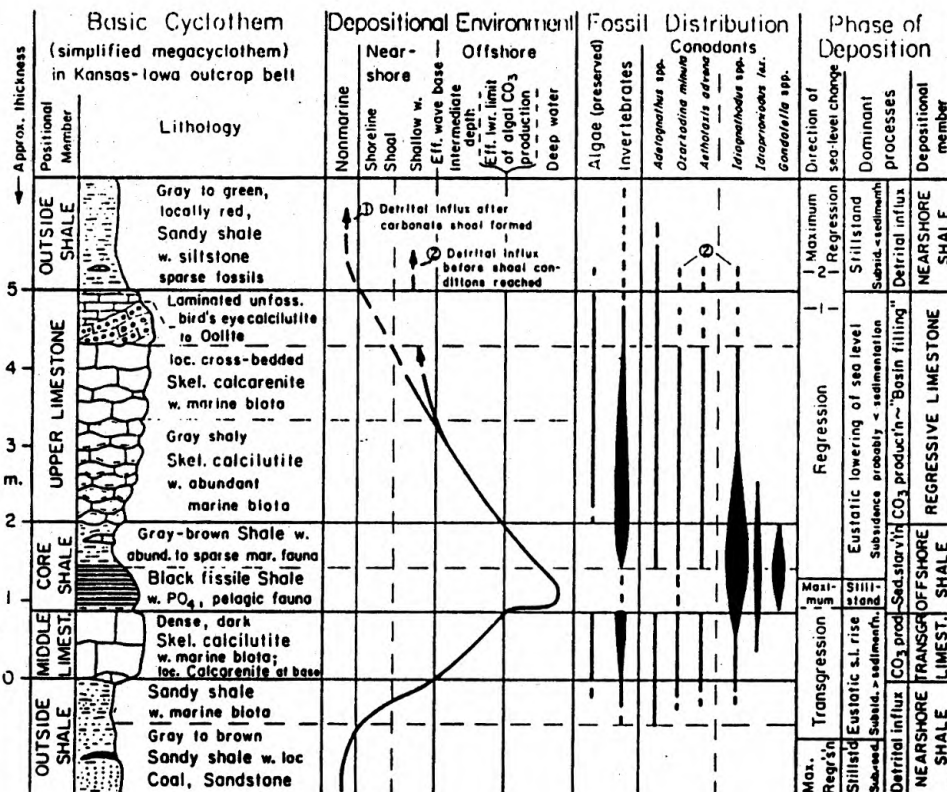 Basic Cyclothem
(simplified megacyclothem)
in Kansas-Iowa outcrop belt
Approx. thickness
Positional
Member
Lithology
Depositional Environment
Near-
shore
Offshore
Nonmarine
Shoreline
Shoal
Shallow w.
Eff. wave base
Intermediate
depth
Eff. lwr. limit
of algal CO3
production
Deep water
Fossil Distribution
Conodonts
Algae (preserved)
Invertebrates
Adetognathus spp.
Ozarkodina minuta
Aethotaxis advena
Idiognathodus spp.
Idioprioniodus lex.
Gondolella spp.
Phase of
Deposition
Direction of
sea-level change
Dominant
processes
Depositional
member
OUTSIDE
SHALE
Gray to green,
locally red,
Sandy shale
w. siltstone
sparse fossils
① Detrital influx after
carbonate shoal formed
② Detrital influx
before shoal con-
ditions reached
②
Maximum
Regression
2
1
Stillstand
Subsid. < sediment'n
Detrital influx
NEARSHORE
SHALE
5
4
3
m.
2
1
0
UPPER LIMESTONE
Laminated unfoss.
bird's eye calcilutite
to Oolite
loc. cross-bedded
Skel. calcarenite
w. marine biota
Gray shaly
Skel. calcilutite
w. abundant
marine biota
Regression
Eustatic lowering of sea level
Subsidence probably < sedimentation
CO3 product'n ~ "Basin filling"
REGRESSIVE LIMESTONE
CORE
SHALE
Gray-brown Shale w.
abund. to sparse mar. fauna
Black fissile Shale
w. PO4, pelagic fauna
Maxi-
mum
Still-
stand
~Sed. starv'n
OFFSHORE
SHALE
MIDDLE
LIMEST.
Dense, dark
Skel. calcilutite
w. marine biota;
loc. Calcarenite at base
Transgression
Eustatic s.l. rise
Subsid. > sedimentn.
CO3 prod.
TRANSGR.
LIMEST.
OUTSIDE
SHALE
Sandy shale
w. marine biota
Gray to brown
Sandy shale w. loc
Coal, Sandstone
Max.
Regrs'n
Stillst'd
Detrital influx
NEARSHORE
SHALE